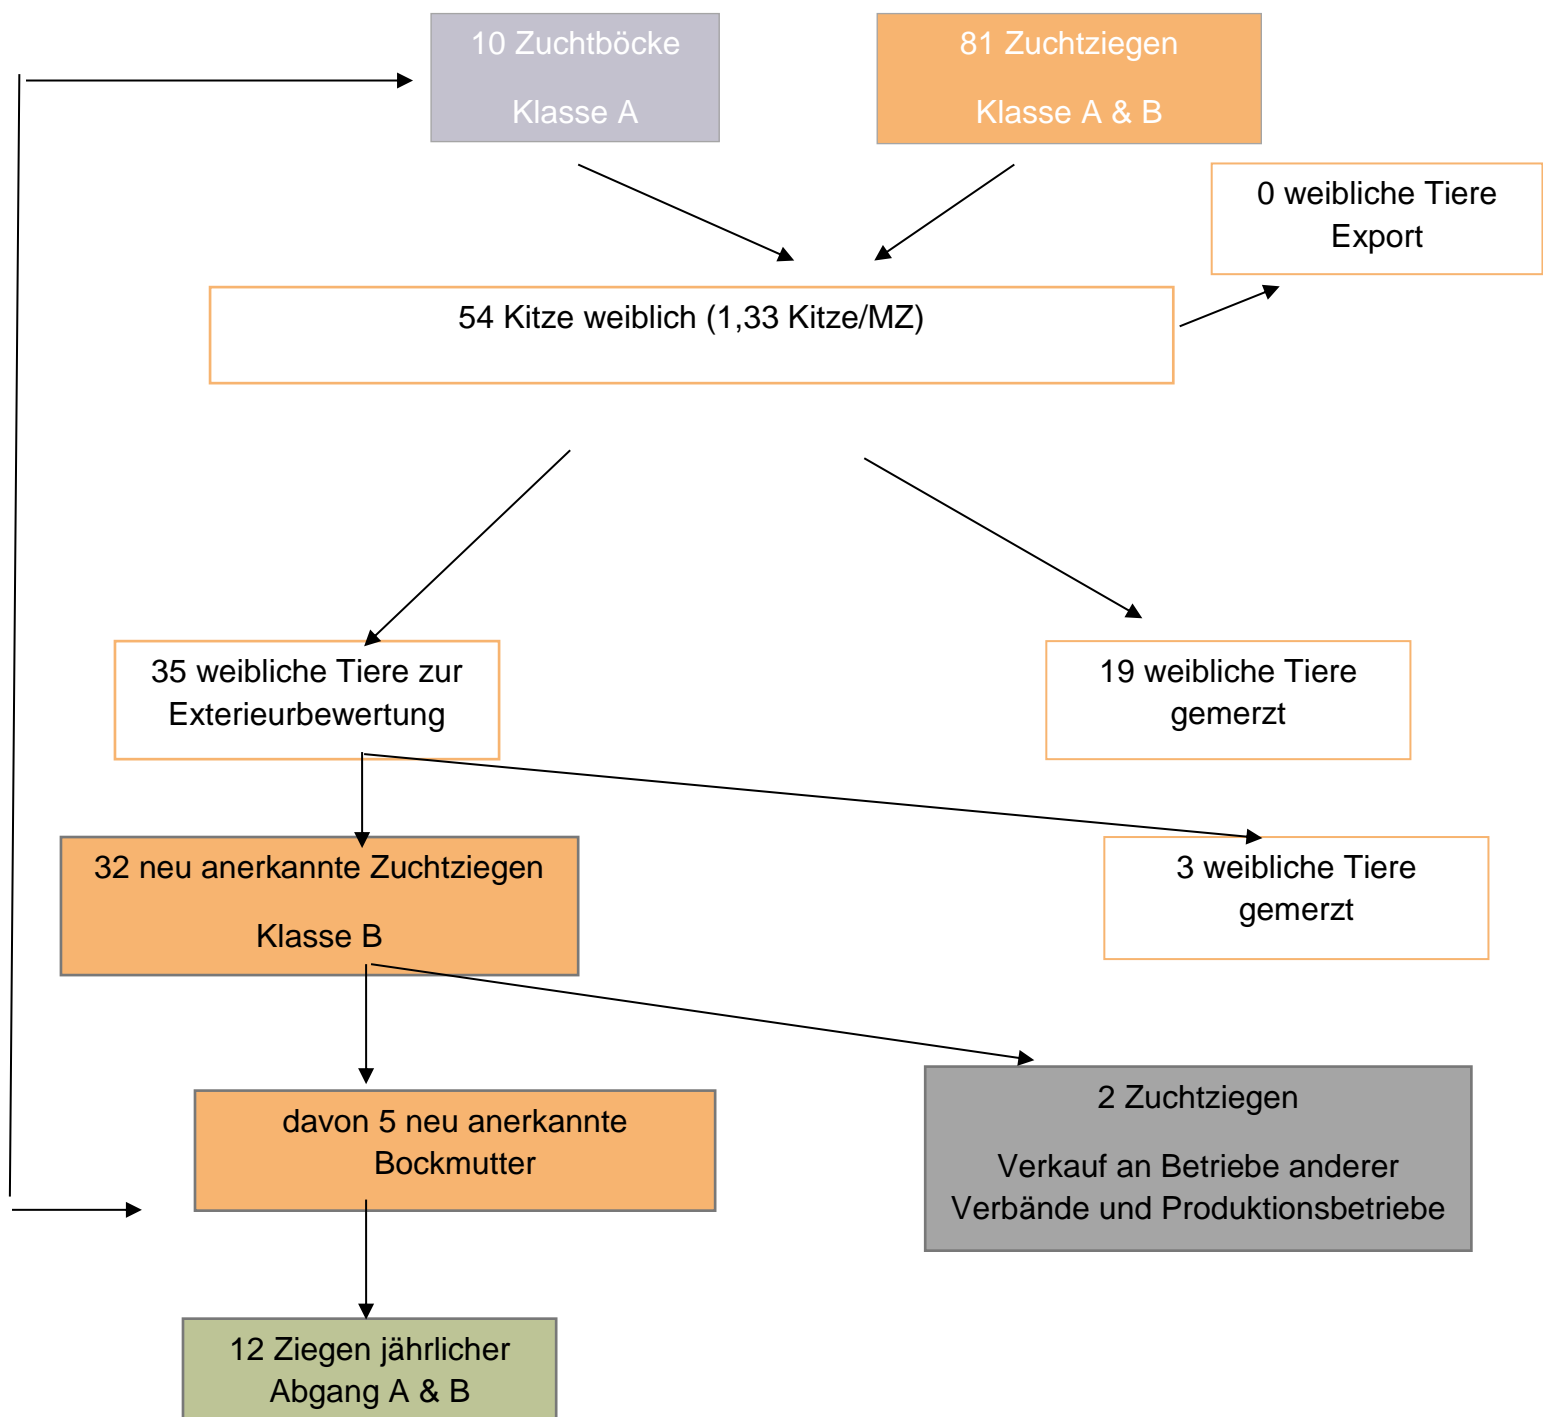 10 Zuchtböcke
Klasse A
81 Zuchtziegen
Klasse A & B
0 weibliche Tiere
Export
54 Kitze weiblich (1,33 Kitze/MZ)
35 weibliche Tiere zur
Exterieurbewertung
19 weibliche Tiere
gemerzt
32 neu anerkannte Zuchtziegen
Klasse B
3 weibliche Tiere
gemerzt
davon 5 neu anerkannte
Bockmutter
2 Zuchtziegen
Verkauf an Betriebe anderer
Verbände und Produktionsbetriebe
12 Ziegen jährlicher
Abgang A & B